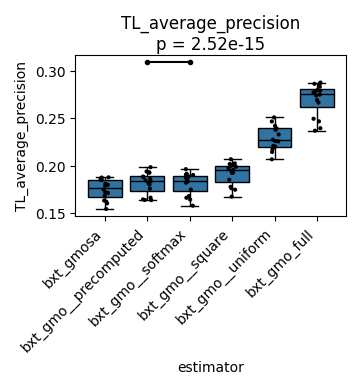 TL_average_precision
p = 2.52e-15
TL_average_precision
0.30
0.25
0.20
0.15
bxt_gmosa
bxt_gmo__precomputed
bxt_gmo__softmax
bxt_gmo__square
bxt_gmo__uniform
bxt_gmo_full
estimator